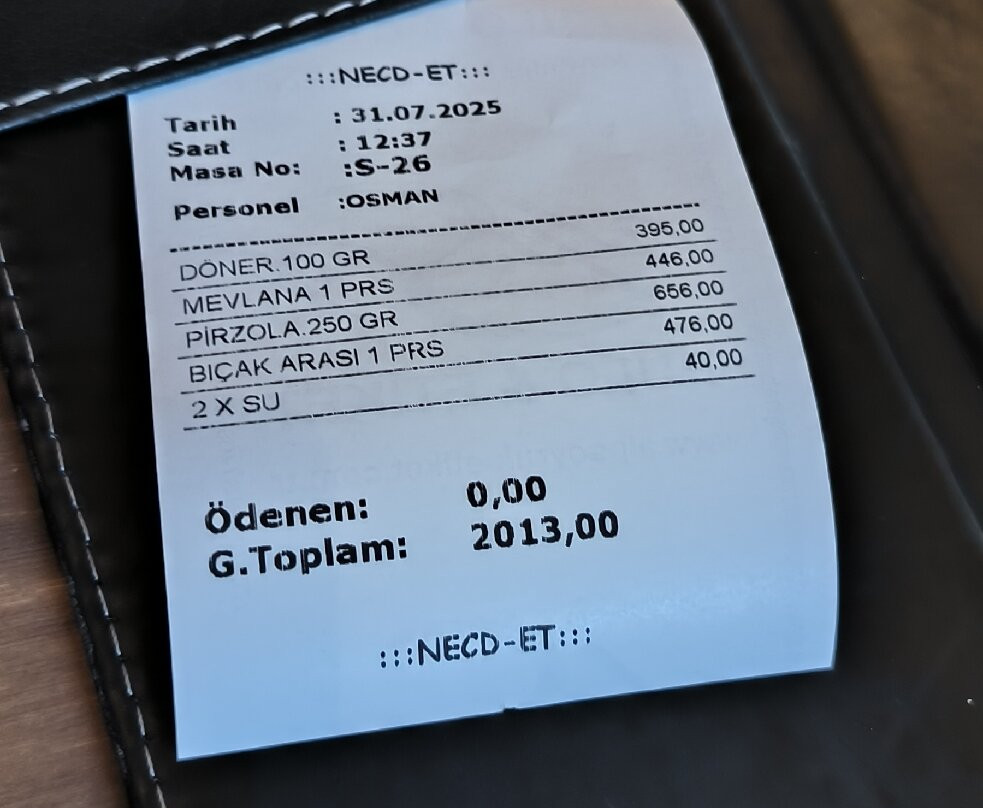 :::NECD-ET:::
Tarih : 31.07.2025
Saat : 12:37
Masa No: :S-26
Personel :OSMAN
DÖNER.100 GR 395,00
MEVLANA 1 PRS 446,00
PİRZOLA.250 GR 656,00
BIÇAK ARASI 1 PRS 476,00
2 X SU 40,00
Ödenen: 0,00
G.Toplam: 2013,00
:::NECD-ET:::